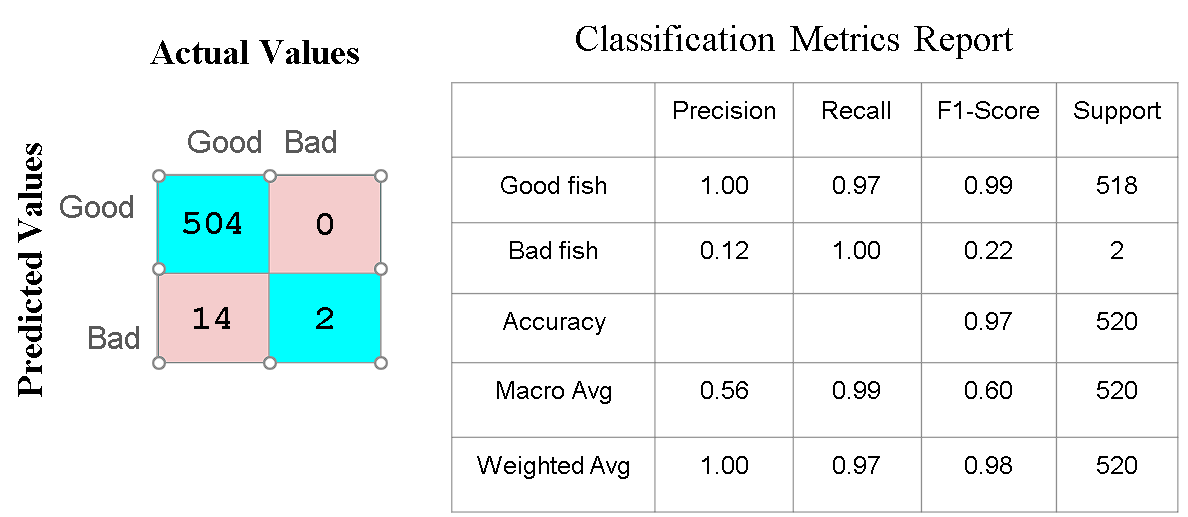 Actual Values
Predicted Values
Good Bad
Good
504 0
Bad
14 2
Classification Metrics Report
Precision Recall F1-Score Support
Good fish 1.00 0.97 0.99 518
Bad fish 0.12 1.00 0.22 2
Accuracy 0.97 520
Macro Avg 0.56 0.99 0.60 520
Weighted Avg 1.00 0.97 0.98 520